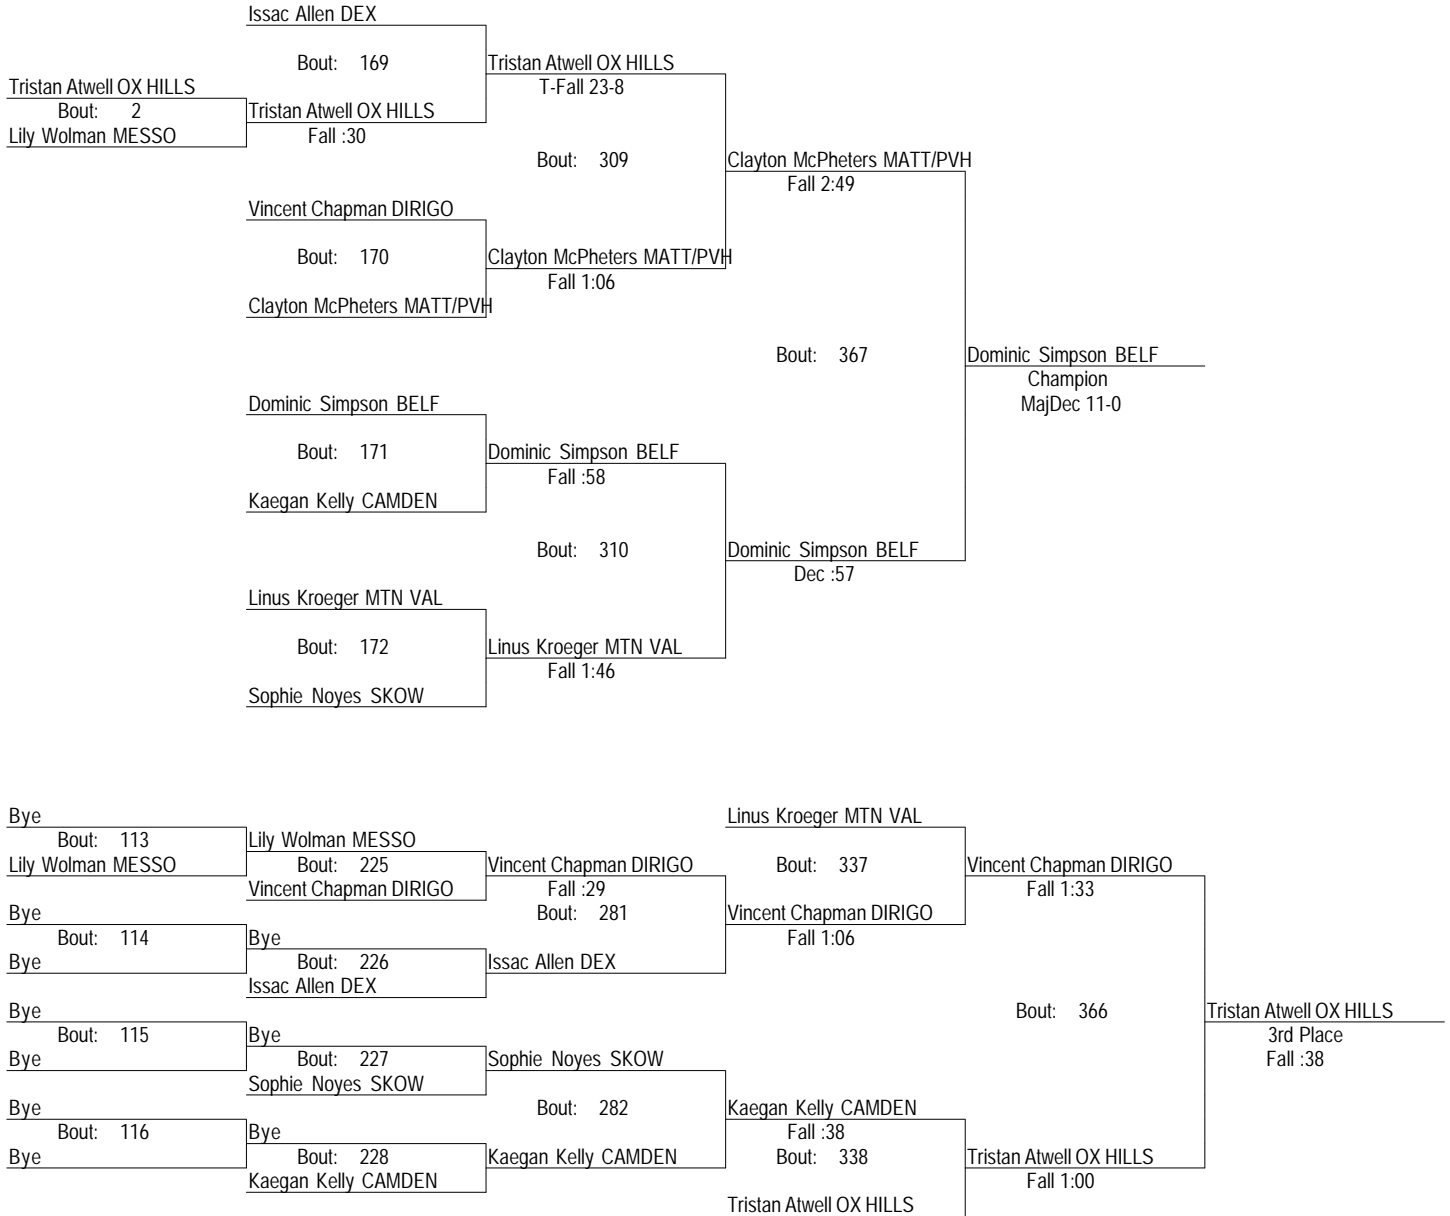 Issac Allen DEX
Bout: 169
Tristan Atwell OX HILLS
T-Fall 23-8
Tristan Atwell OX HILLS
Bout: 2
Lily Wolman MESSO
Tristan Atwell OX HILLS
Fall :30
Bout: 309
Clayton McPheters MATT/PVH
Fall 2:49
Vincent Chapman DIRIGO
Bout: 170
Clayton McPheters MATT/PVH
Fall 1:06
Clayton McPheters MATT/PVH
Bout: 367
Dominic Simpson BELF
Champion
MajDec 11-0
Dominic Simpson BELF
Bout: 171
Dominic Simpson BELF
Fall :58
Kaegan Kelly CAMDEN
Bout: 310
Dominic Simpson BELF
Dec :57
Linus Kroeger MTN VAL
Bout: 172
Linus Kroeger MTN VAL
Fall 1:46
Sophie Noyes SKOW
Bye
Bout: 113
Lily Wolman MESSO
Lily Wolman MESSO
Bout: 225
Vincent Chapman DIRIGO
Vincent Chapman DIRIGO
Fall :29
Bout: 281
Linus Kroeger MTN VAL
Bout: 337
Vincent Chapman DIRIGO
Fall 1:33
Vincent Chapman DIRIGO
Fall 1:06
Bye
Bout: 114
Bye
Bye
Bout: 226
Issac Allen DEX
Issac Allen DEX
Bout: 366
Tristan Atwell OX HILLS
3rd Place
Fall :38
Bye
Bout: 115
Bye
Bye
Bout: 227
Sophie Noyes SKOW
Sophie Noyes SKOW
Bout: 282
Kaegan Kelly CAMDEN
Fall :38
Bout: 338
Tristan Atwell OX HILLS
Fall 1:00
Bye
Bout: 116
Bye
Bye
Bout: 228
Kaegan Kelly CAMDEN
Kaegan Kelly CAMDEN
Tristan Atwell OX HILLS